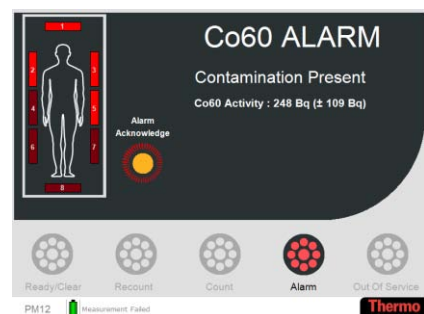 Co60 ALARM
Contamination Present
Co60 Activity : 248 Bq (± 109 Bq)
1
2
3
4
5
6
7
8
Alarm
Acknowledge
Ready/Clear
Recount
Count
Alarm
Out Of Service
PM12
Measurement Failed
Thermo